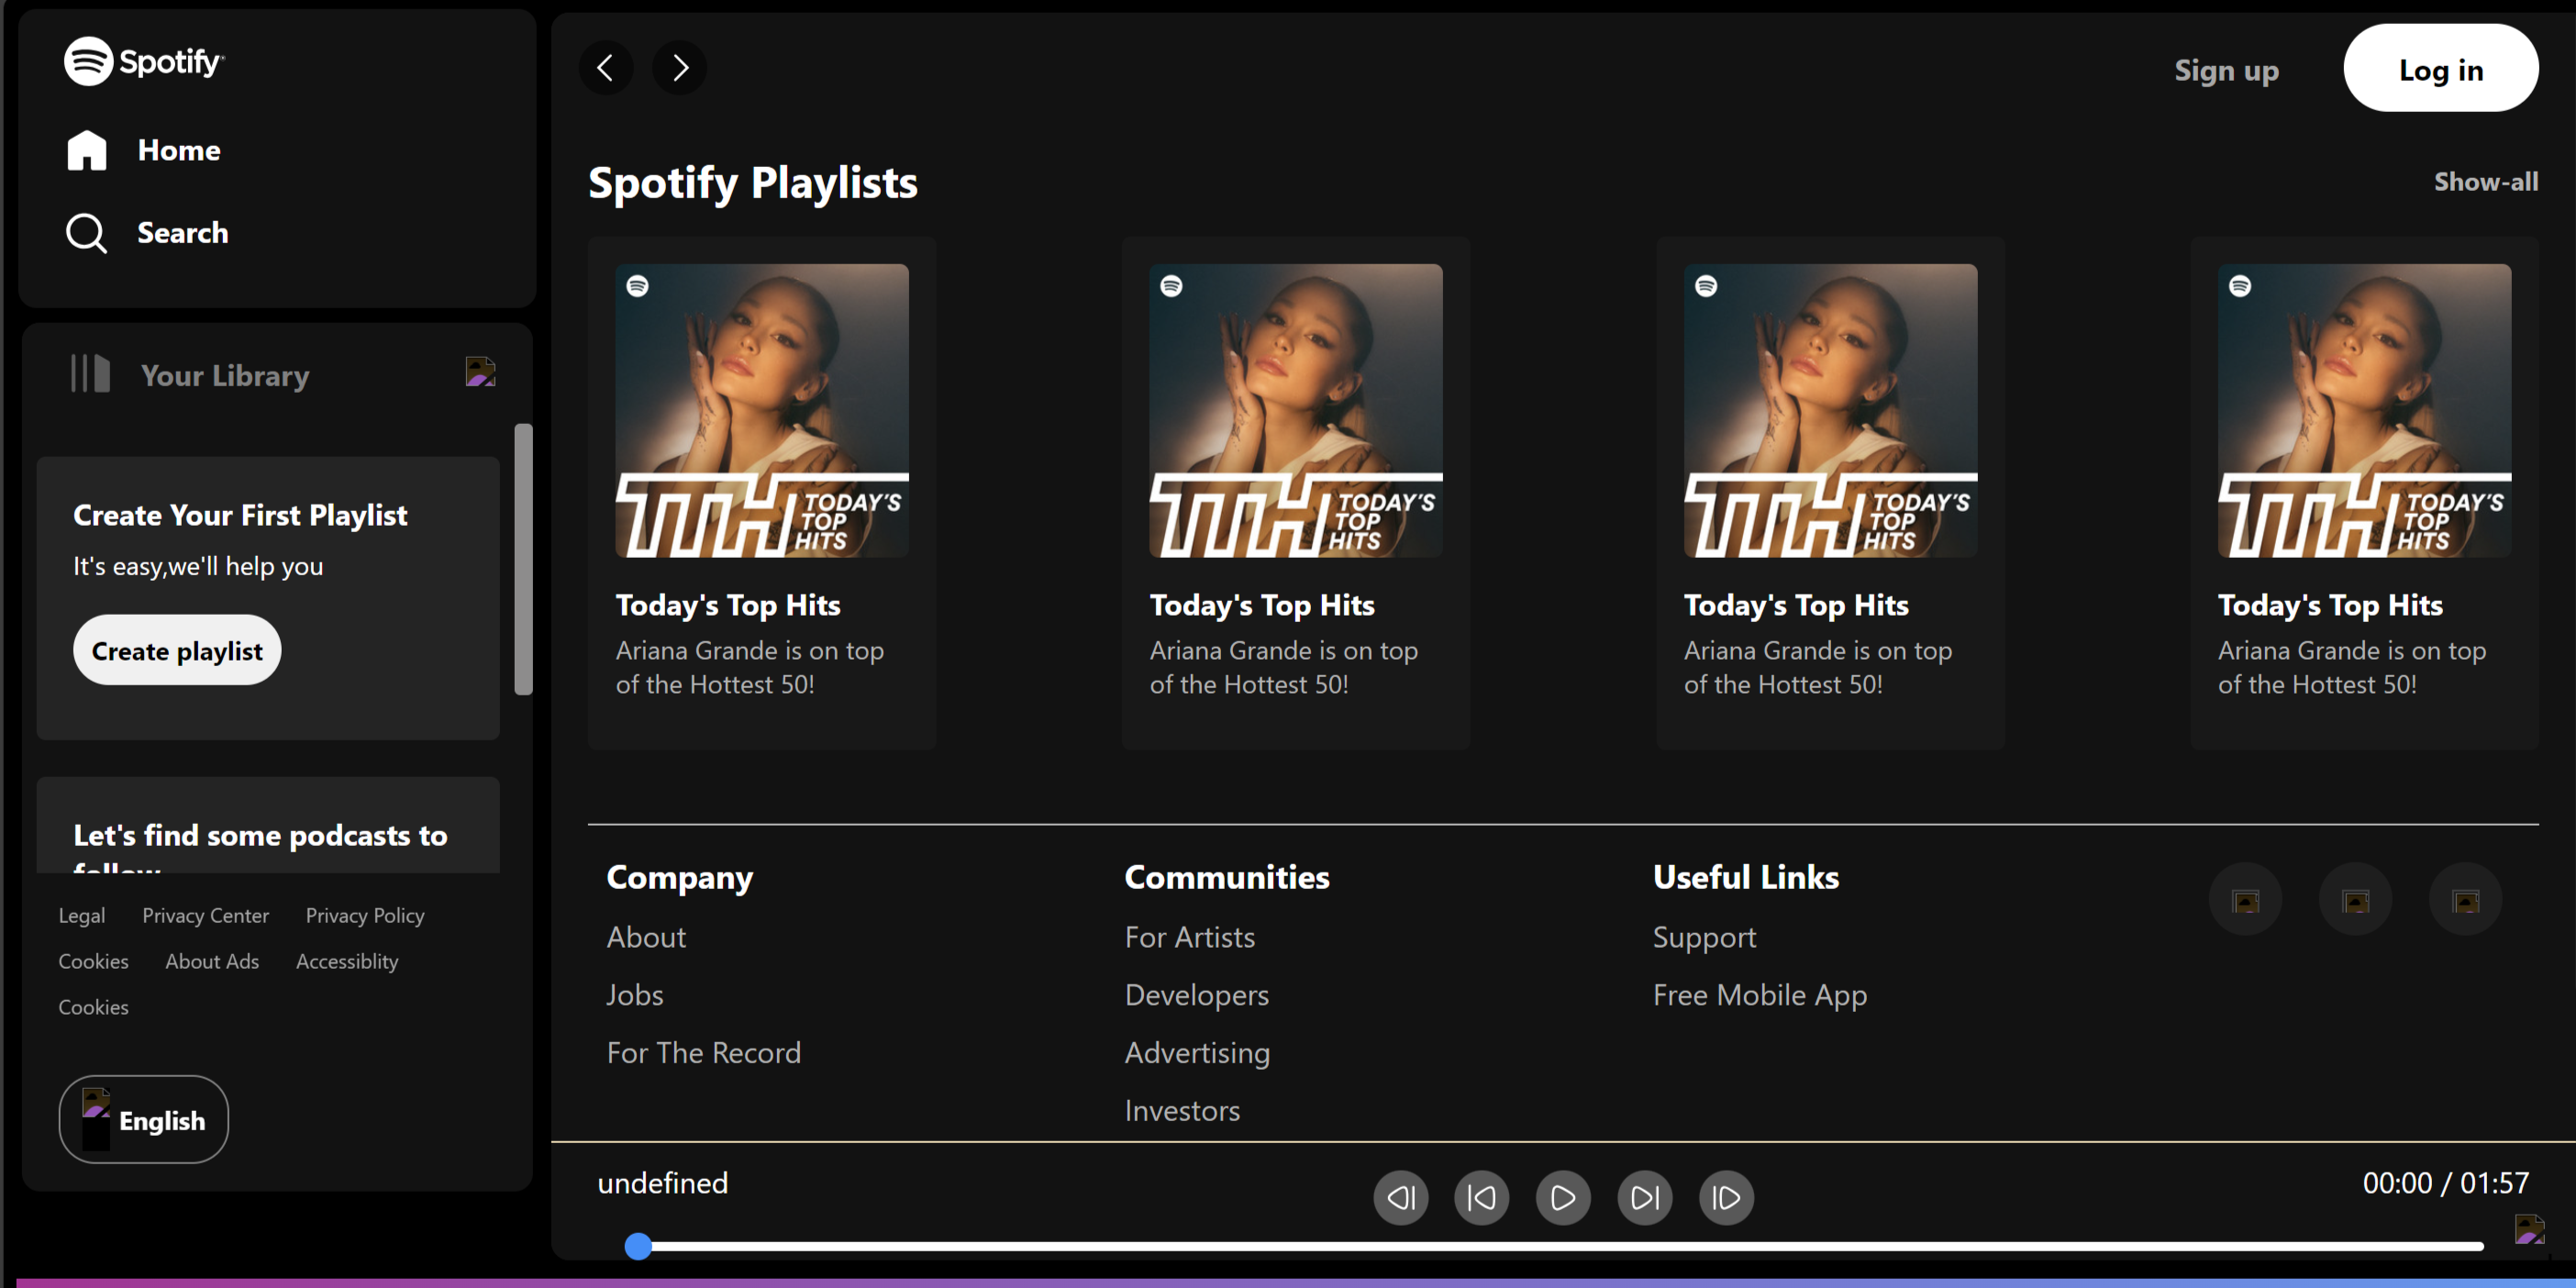 Spotify
Home
Search
Your Library
Create Your First Playlist
It's easy,we'll help you
Create playlist
Let's find some podcasts to
follow
Legal Privacy Center Privacy Policy
Cookies About Ads Accessiblity
Cookies
English
Sign up Log in
Spotify Playlists Show-all
TTH TODAY'S TOP HITS
Today's Top Hits
Ariana Grande is on top
of the Hottest 50!
TTH TODAY'S TOP HITS
Today's Top Hits
Ariana Grande is on top
of the Hottest 50!
TTH TODAY'S TOP HITS
Today's Top Hits
Ariana Grande is on top
of the Hottest 50!
TTH TODAY'S TOP HITS
Today's Top Hits
Ariana Grande is on top
of the Hottest 50!
Company
About
Jobs
For The Record
Communities
For Artists
Developers
Advertising
Investors
Useful Links
Support
Free Mobile App
undefined
00:00 / 01:57